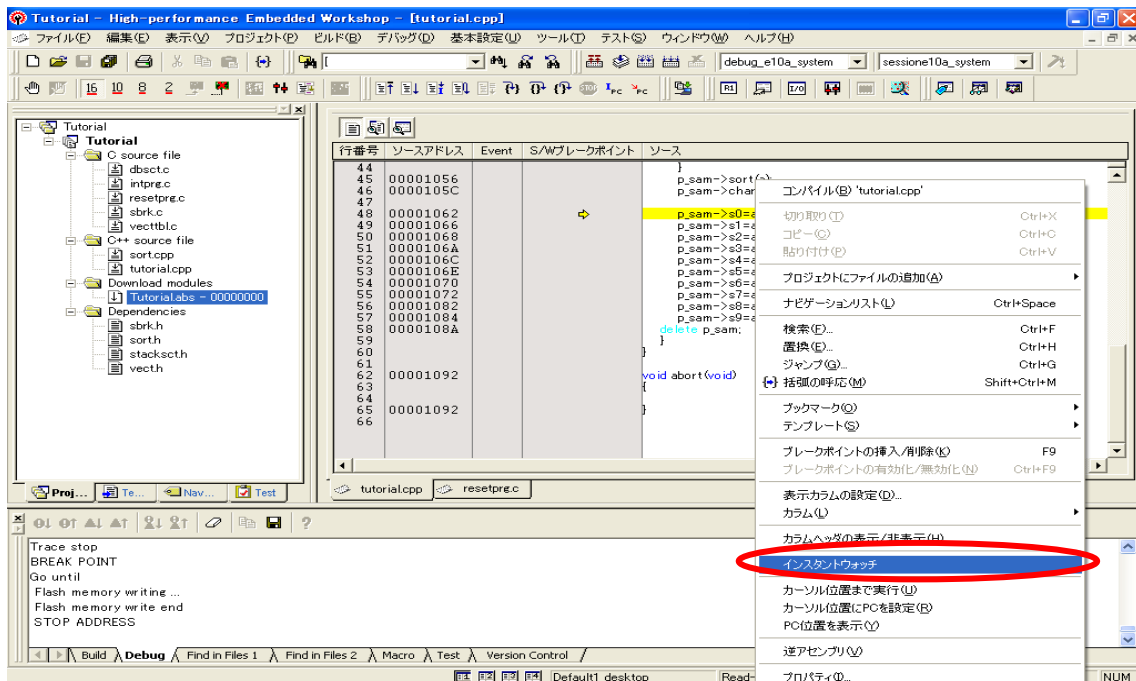 Tutorial - High-performance Embedded Workshop - [tutorial.cpp]
ファイル(F) 編集(E) 表示(V) プロジェクト(P) ビルド(B) デバッグ(D) 基本設定(U) ツール(T) テスト(S) ウィンドウ(W) ヘルプ(H)
debug_e10a_system sessione10a_system
16 10 8 2
Tutorial
Tutorial
C source file
dbsct.c
intprg.c
resetprg.c
sbrk.c
vecttbl.c
C++ source file
sort.cpp
tutorial.cpp
Download modules
Tutorial.abs - 00000000
Dependencies
sbrk.h
sort.h
stacksct.h
vect.h
Proj... Te... Nav... Test
行番号 ソースアドレス Event S/Wブレークポイント ソース
44 }
45 00001056 p_sam->sort(a);
46 0000105C p_sam->chan
47
48 00001062 p_sam->s0=a
49 00001066 p_sam->s1=a
50 00001068 p_sam->s2=a
51 0000106A p_sam->s3=a
52 0000106C p_sam->s4=a
53 0000106E p_sam->s5=a
54 00001070 p_sam->s6=a
55 00001072 p_sam->s7=a
56 00001082 p_sam->s8=a
57 00001084 p_sam->s9=a
58 0000108A delete p_sam;
59 }
60 }
61
62 00001092 void abort(void)
63 {
64
65 00001092 }
66
tutorial.cpp resetprg.c
コンパイル(B) 'tutorial.cpp'
切り取り(T) Ctrl+X
コピー(C) Ctrl+C
貼り付け(P) Ctrl+V
プロジェクトにファイルの追加(A)
ナビゲーションリスト(L) Ctrl+Space
検索(F)... Ctrl+F
置換(E)... Ctrl+H
ジャンプ(G)... Ctrl+G
括弧の呼応(M) Shift+Ctrl+M
ブックマーク(O)
テンプレート(S)
ブレークポイントの挿入/削除(K) F9
ブレークポイントの有効化/無効化(N) Ctrl+F9
表示カラムの設定(D)...
カラム(L)
カラムヘッダの表示/非表示(H)
インスタントウォッチ
カーソル位置まで実行(U)
カーソル位置にPCを設定(R)
PC位置を表示(Y)
逆アセンブリ(V)
プロパティ(I)...
Trace stop
BREAK POINT
Go until
Flash memory writing ...
Flash memory write end
STOP ADDRESS
Build Debug Find in Files 1 Find in Files 2 Macro Test Version Control
Default1 desktop Read- NUM